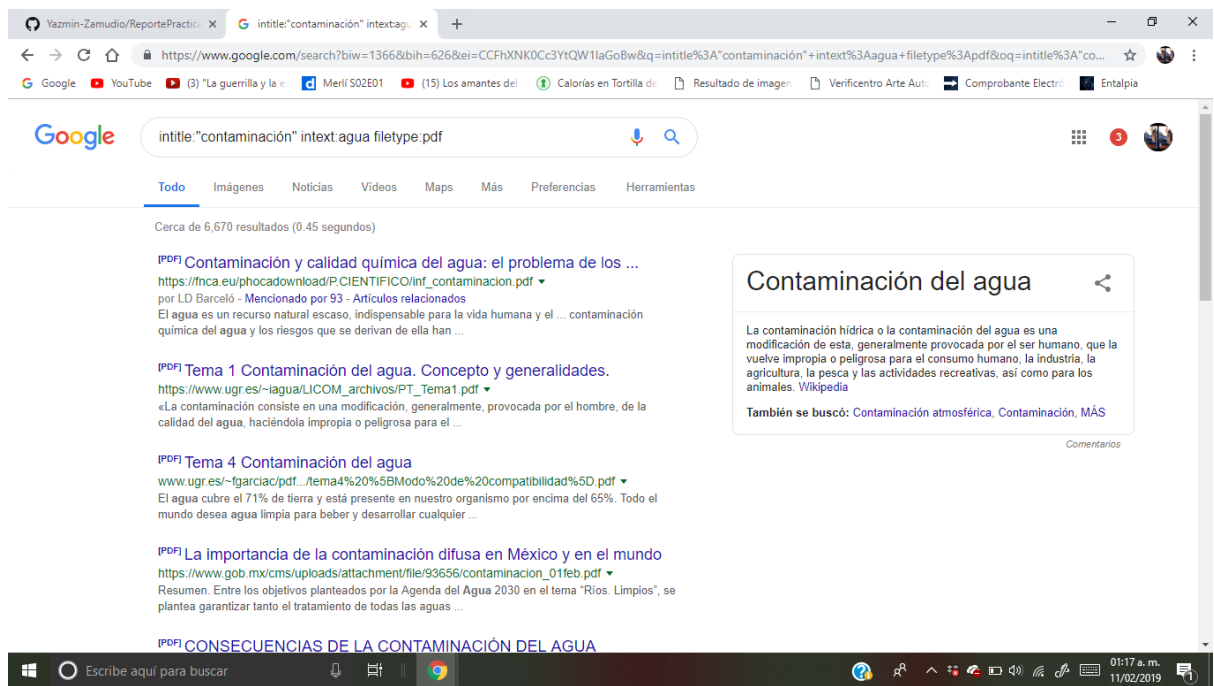 Yazmin-Zamudio/ReportePractic
intitle:"contaminación" intext:agu
https://www.google.com/search?biw=1366&bih=626&ei=CCFhXNK0Cc3YtQW1laGoBw&q=intitle%3A"contaminación"+intext%3Aagua+filetype%3Apdf&oq=intitle%3A"co...
Google YouTube (3) "La guerrilla y la e Merlí S02E01 (15) Los amantes del Calorías en Tortilla de Resultado de imagen Verificentro Arte Auto Comprobante Electró Entalpia
Google
intitle:"contaminación" intext:agua filetype:pdf
3
Todo Imágenes Noticias Vídeos Maps Más Preferencias Herramientas
Cerca de 6,670 resultados (0.45 segundos)
[PDF] Contaminación y calidad química del agua: el problema de los ...
https://fnca.eu/phocadownload/P.CIENTIFICO/inf_contaminacion.pdf
por LD Barceló - Mencionado por 93 - Artículos relacionados
El agua es un recurso natural escaso, indispensable para la vida humana y el ... contaminación
química del agua y los riesgos que se derivan de ella han ...
[PDF] Tema 1 Contaminación del agua. Concepto y generalidades.
https://www.ugr.es/~iagua/LICOM_archivos/PT_Tema1.pdf
«La contaminación consiste en una modificación, generalmente, provocada por el hombre, de la
calidad del agua, haciéndola impropia o peligrosa para el ...
[PDF] Tema 4 Contaminación del agua
www.ugr.es/~fgarciac/pdf.../tema4%20%5BModo%20de%20compatibilidad%5D.pdf
El agua cubre el 71% de tierra y está presente en nuestro organismo por encima del 65%. Todo el
mundo desea agua limpia para beber y desarrollar cualquier ...
[PDF] La importancia de la contaminación difusa en México y en el mundo
https://www.gob.mx/cms/uploads/attachment/file/93656/contaminacion_01feb.pdf
Resumen. Entre los objetivos planteados por la Agenda del Agua 2030 en el tema "Ríos. Limpios", se
plantea garantizar tanto el tratamiento de todas las aguas ...
[PDF] CONSECUENCIAS DE LA CONTAMINACIÓN DEL AGUA
Contaminación del agua
La contaminación hídrica o la contaminación del agua es una
modificación de esta, generalmente provocada por el ser humano, que la
vuelve impropia o peligrosa para el consumo humano, la industria, la
agricultura, la pesca y las actividades recreativas, así como para los
animales. Wikipedia
También se buscó: Contaminación atmosférica, Contaminación, MÁS
Comentarios
Escribe aquí para buscar
01:17 a. m.
11/02/2019